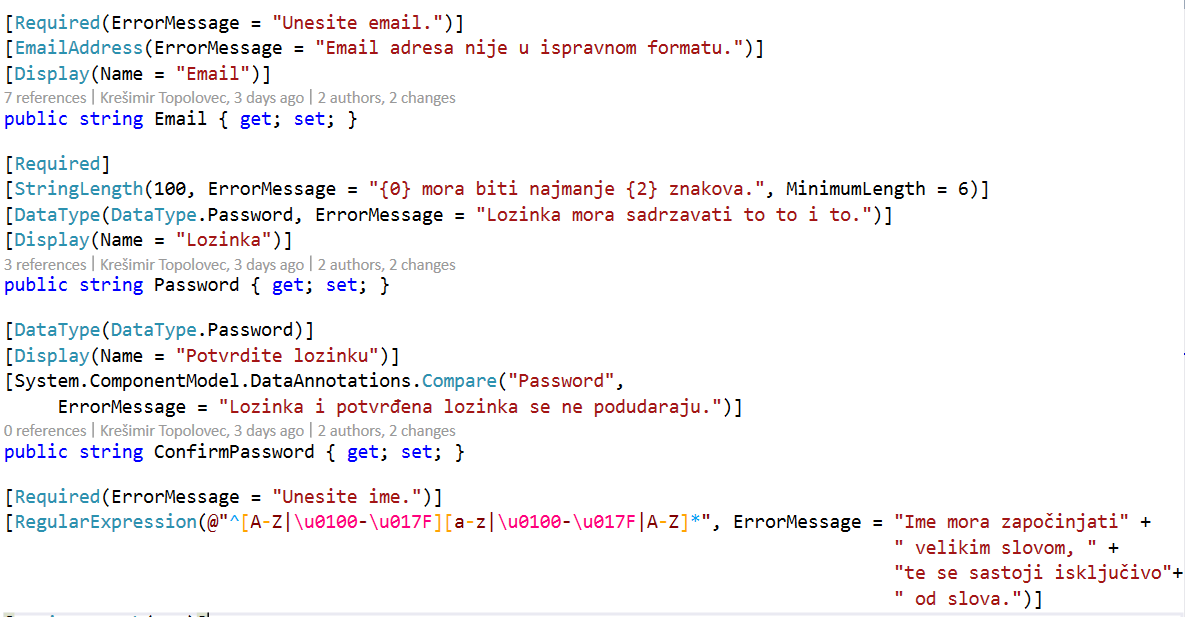 [Required(ErrorMessage = "Unesite email.")]
[EmailAddress(ErrorMessage = "Email adresa nije u ispravnom formatu.")]
[Display(Name = "Email")]
7 references | Krešimir Topolovec, 3 days ago | 2 authors, 2 changes
public string Email { get; set; }
[Required]
[StringLength(100, ErrorMessage = "{0} mora biti najmanje {2} znakova.", MinimumLength = 6)]
[DataType(DataType.Password, ErrorMessage = "Lozinka mora sadrzavati to to i to.")]
[Display(Name = "Lozinka")]
3 references | Krešimir Topolovec, 3 days ago | 2 authors, 2 changes
public string Password { get; set; }
[DataType(DataType.Password)]
[Display(Name = "Potvrdite lozinku")]
[System.ComponentModel.DataAnnotations.Compare("Password",
ErrorMessage = "Lozinka i potvrđena lozinka se ne podudaraju.")]
0 references | Krešimir Topolovec, 3 days ago | 2 authors, 2 changes
public string ConfirmPassword { get; set; }
[Required(ErrorMessage = "Unesite ime.")]
[RegularExpression(@"^[A-Z|\u0100-\u017F][a-z|\u0100-\u017F|A-Z]*", ErrorMessage = "Ime mora započinjati" +
" velikim slovom, " +
"te se sastoji isključivo"+
" od slova.")]